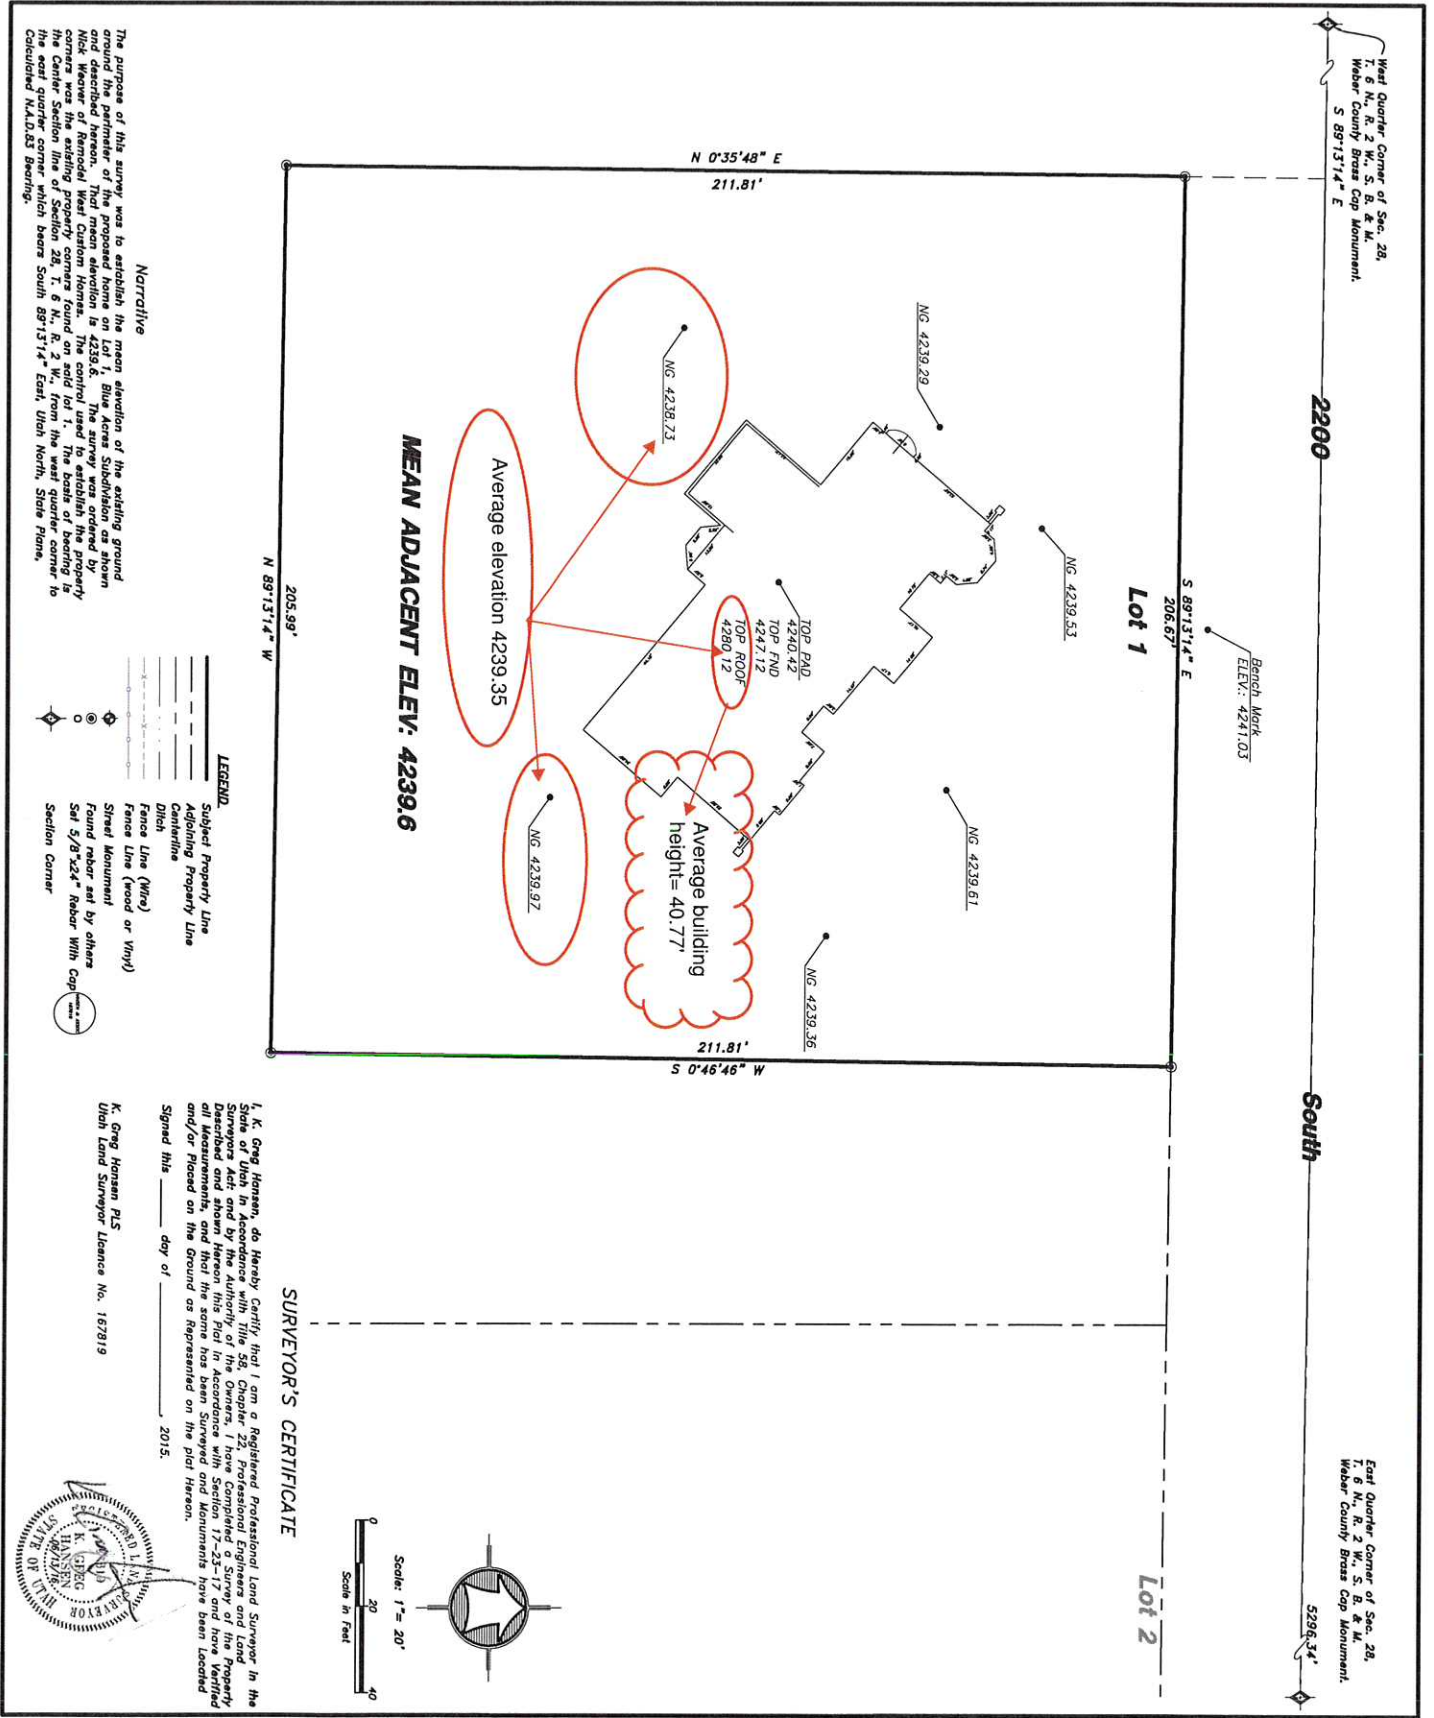 West Quarter Corner of Sec. 28,
T. 6 N., R. 2 W., S. B. & M.
Weber County Brass Cap Monument.
S 89°13'14" E
2200
South
5296.34'
East Quarter Corner of Sec. 28,
T. 6 N., R. 2 W., S. B. & M.
Weber County Brass Cap Monument.
Bench Mark
ELEV.: 4241.03
S 89°13'14" E
206.67'
Lot 1
Lot 2
N 0°35'48" E
211.81'
NG 4239.29
NG 4239.53
NG 4239.61
NG 4239.36
211.81'
S 0°46'46" W
TOP PAD
4240.42
TOP FND
4247.12
TOP ROOF
4280.12
NG 4238.73
NG 4239.97
Average building
height= 40.77'
Average elevation 4239.35
MEAN ADJACENT ELEV: 4239.6
205.99'
N 89°13'14" W
Narrative
The purpose of this survey was to establish the mean elevation of the existing ground
around the perimeter of the proposed home on Lot 1, Blue Acres Subdivision as shown
and described hereon. That mean elevation is 4239.6. The survey was ordered by
Nick Weaver of Remodel West Custom Homes. The control used to establish the property
corners was the existing property corners found on said lot 1. The basis of bearing is
the Center Section line of Section 28, T. 6 N., R. 2 W., from the west quarter corner to
the east quarter corner which bears South 89°13'14" East, Utah North, State Plane,
Calculated N.A.D.83 Bearing.
LEGEND
Subject Property Line
Adjoining Property Line
Centerline
Ditch
Fence Line (Wire)
Fence Line (wood or Vinyl)
Street Monument
Found rebar set by others
Set 5/8"x24" Rebar With Cap
Section Corner
Scale: 1"= 20'
0 20 40
Scale in Feet
SURVEYOR'S CERTIFICATE
I, K. Greg Hansen, do Hereby Certify that I am a Registered Professional Land Surveyor in the
State of Utah in Accordance with Title 58, Chapter 22, Professional Engineers and Land
Surveyors Act; and by the Authority of the Owners, I have Completed a Survey of the Property
Described and shown Hereon this Plat in Accordance with Section 17-23-17 and have Verified
all Measurements, and that the same has been Surveyed and Monuments have been Located
and/or Placed on the Ground as Represented on the plat Hereon.
Signed this ______ day of ______________, 2015.
K. Greg Hansen PLS
Utah Land Surveyor Licence No. 167819
K. GREG
HANSEN
STATE OF UTAH